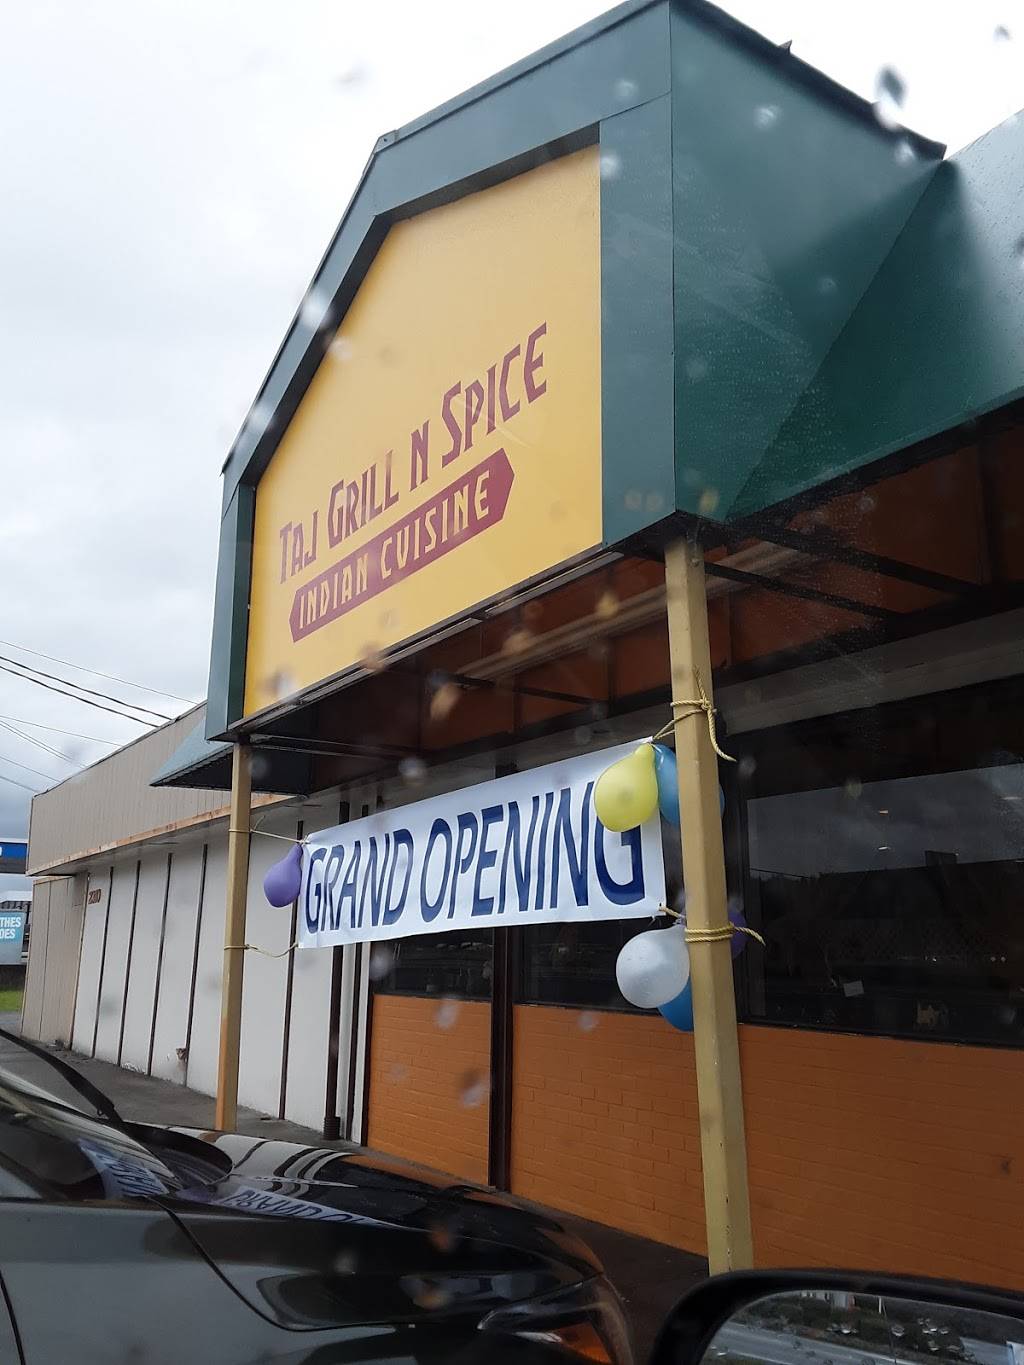 TAJ GRILL N SPICE
INDIAN CUISINE
GRAND OPENING